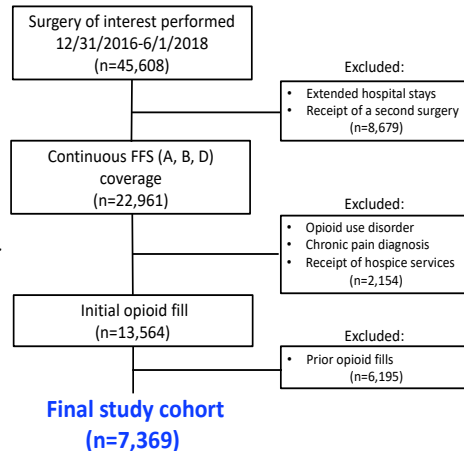 Surgery of interest performed
12/31/2016-6/1/2018
(n=45,608)
Excluded:
• Extended hospital stays
• Receipt of a second surgery
(n=8,679)
Continuous FFS (A, B, D)
coverage
(n=22,961)
Excluded:
• Opioid use disorder
• Chronic pain diagnosis
• Receipt of hospice services
(n=2,154)
Initial opioid fill
(n=13,564)
Excluded:
• Prior opioid fills
(n=6,195)
Final study cohort
(n=7,369)